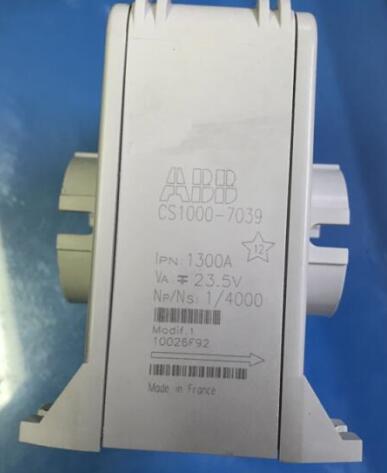 ABB
CS1000-7039
12
IPN: 1300A
VA ∓ 23.5V
NP/NS: 1/4000
Modif.1
10026F92
Made in France